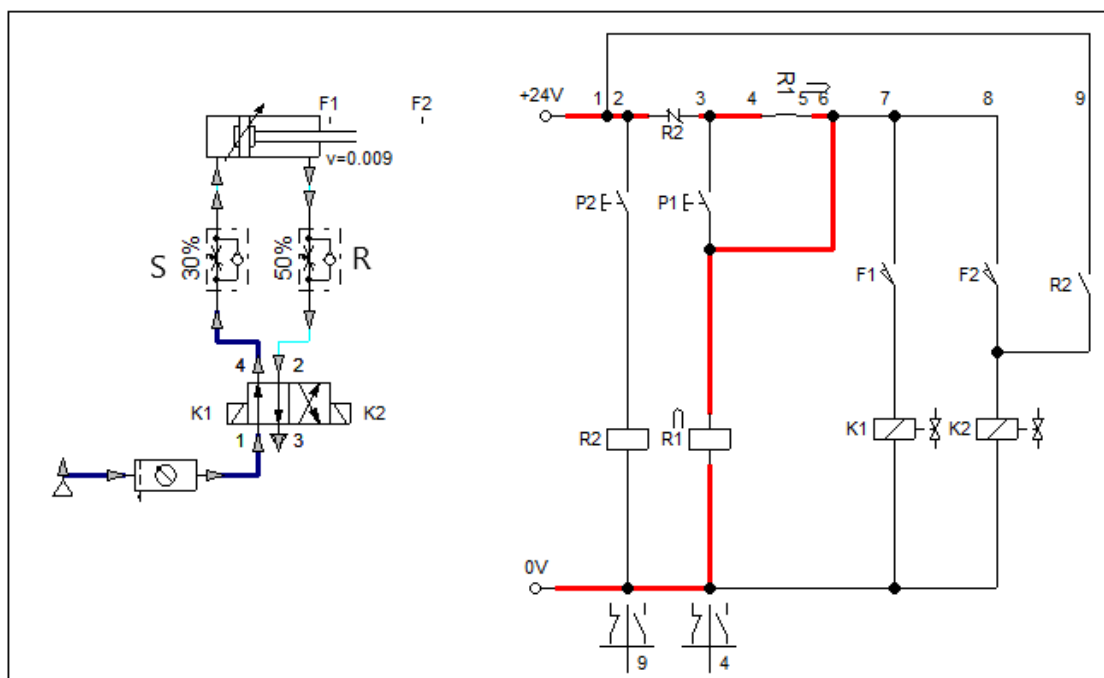 F1 F2
v=0.009
S 30% 50% R
4 2
K1 K2
1 3
+24V 1 2 3 4 R1 5 6 7 8 9
R2
P2 P1
F1 F2 R2
R2 R1 K1 K2
0V
9 4